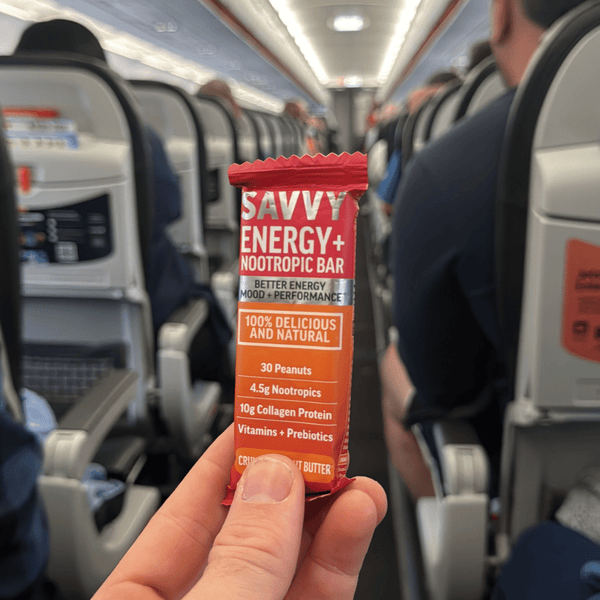 SAVVY
ENERGY+
NOOTROPIC BAR
BETTER ENERGY
MOOD + PERFORMANCE
100% DELICIOUS
AND NATURAL
30 Peanuts
4.5g Nootropics
10g Collagen Protein
Vitamins + Prebiotics
BUTTER